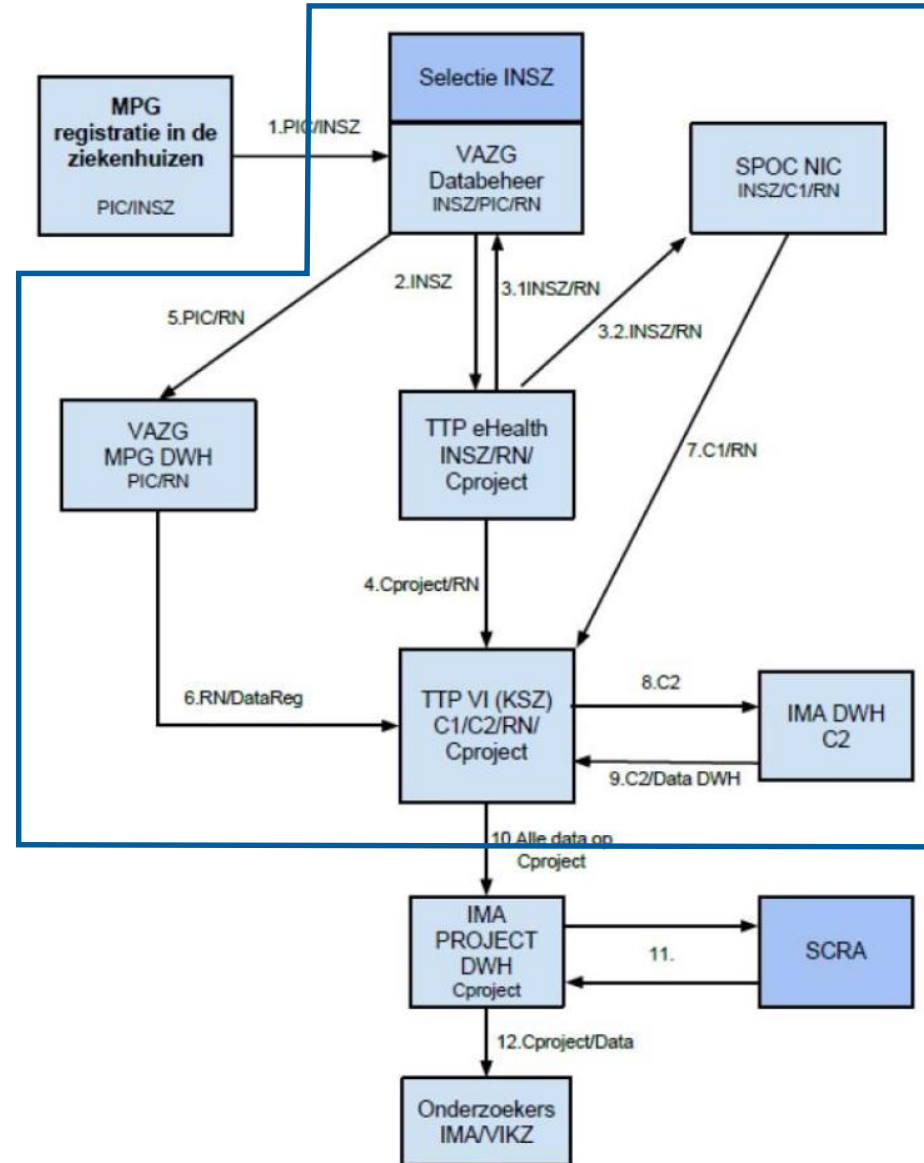 Selectie INSZ
MPG
registratie in de
ziekenhuizen
PIC/INSZ
1.PIC/INSZ
VAZG
Databeheer
INSZ/PIC/RN
SPOC NIC
INSZ/C1/RN
2.INSZ
3.1INSZ/RN
3.2.INSZ/RN
5.PIC/RN
VAZG
MPG DWH
PIC/RN
TTP eHealth
INSZ/RN/
Cproject
7.C1/RN
4.Cproject/RN
6.RN/DataReg
TTP VI (KSZ)
C1/C2/RN/
Cproject
8.C2
IMA DWH
C2
9.C2/Data DWH
10.Alle data op
Cproject
IMA
PROJECT
DWH
Cproject
11.
SCRA
12.Cproject/Data
Onderzoekers
IMA/VIKZ